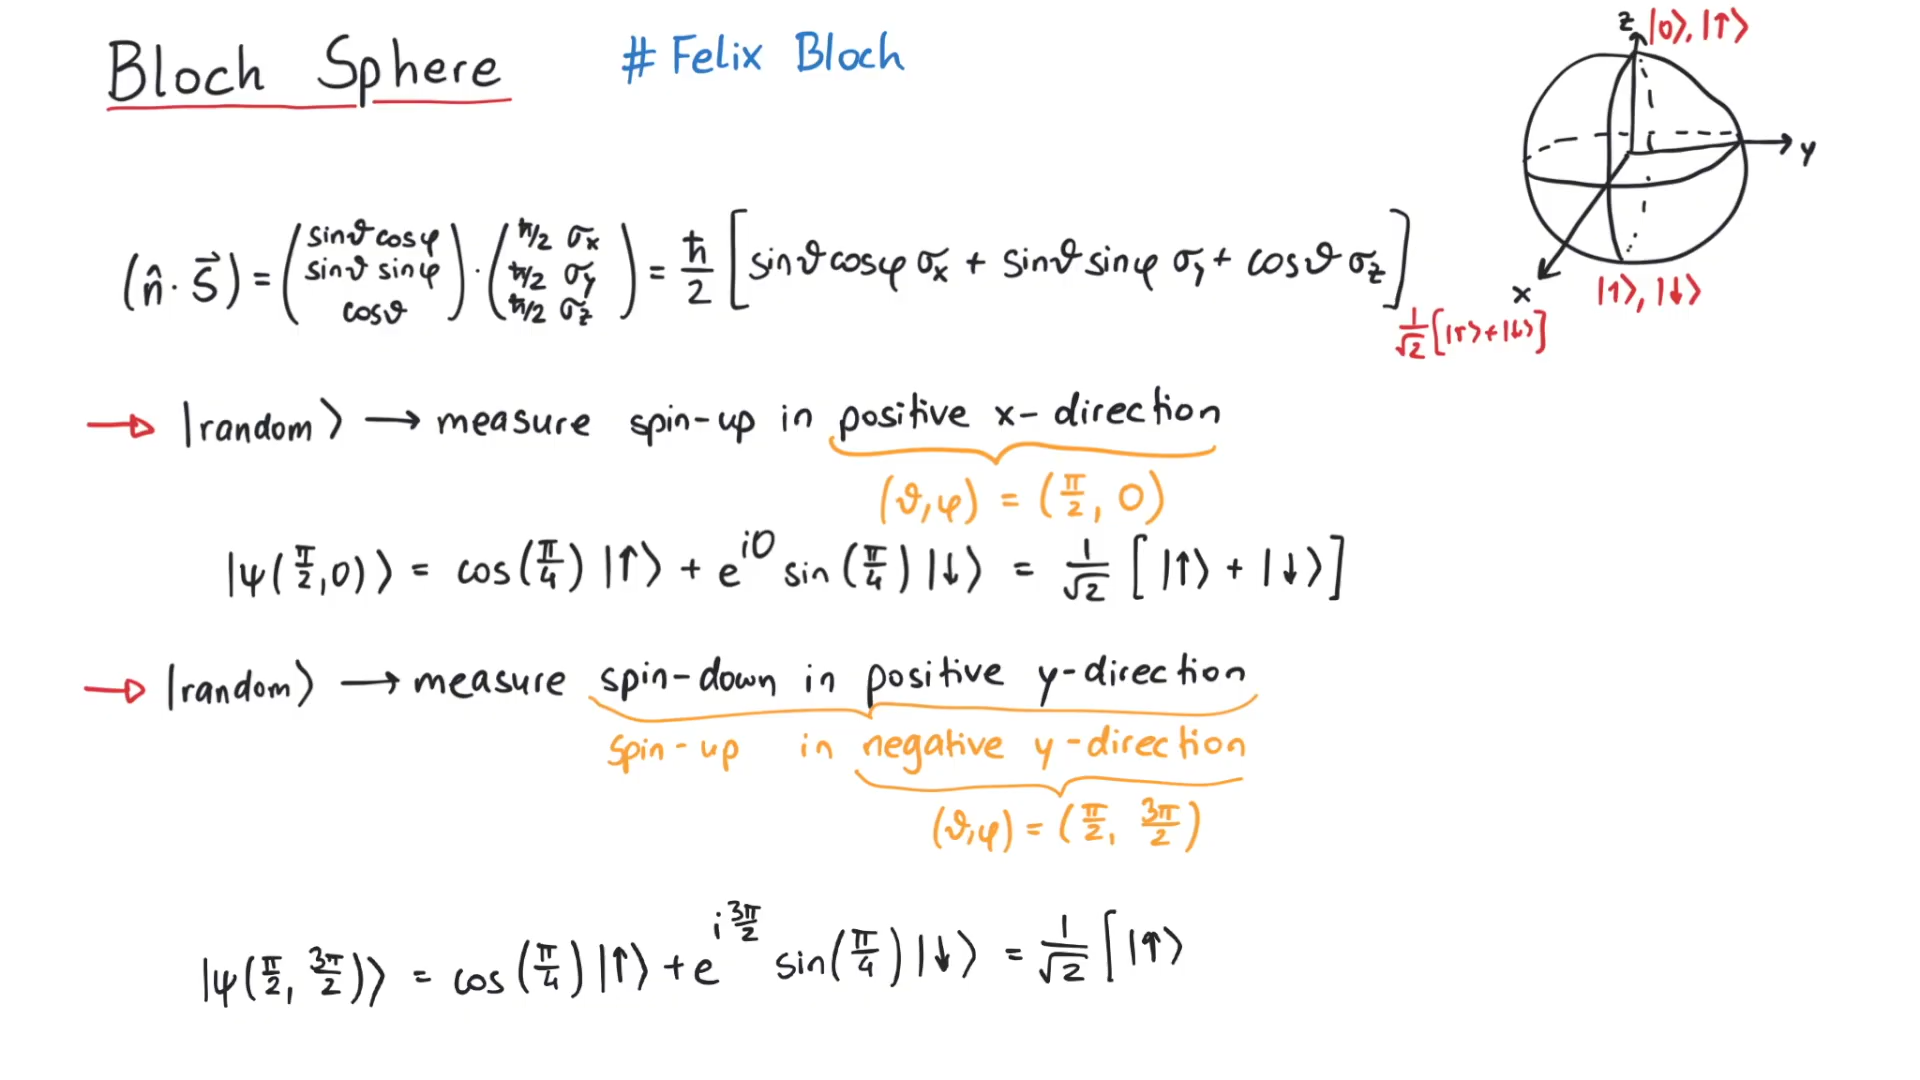 Bloch Sphere # Felix Bloch
z |0⟩, |↑⟩
y
x |1⟩, |↓⟩
1/√2 [|↑⟩+|↓⟩]
(n̂ · S⃗) = (sinϑ cosφ, sinϑ sinφ, cosϑ) · (ħ/2 σx, ħ/2 σy, ħ/2 σz) = ħ/2 [sinϑ cosφ σx + sinϑ sinφ σy + cosϑ σz]
→ |random⟩ → measure spin-up in positive x-direction
(ϑ,φ) = (π/2, 0)
|ψ(π/2,0)⟩ = cos(π/4) |↑⟩ + e^{i0} sin(π/4) |↓⟩ = 1/√2 [|↑⟩ + |↓⟩]
→ |random⟩ → measure spin-down in positive y-direction
spin-up in negative y-direction
(ϑ,φ) = (π/2, 3π/2)
|ψ(π/2, 3π/2)⟩ = cos(π/4) |↑⟩ + e^{i 3π/2} sin(π/4) |↓⟩ = 1/√2 [|↑⟩